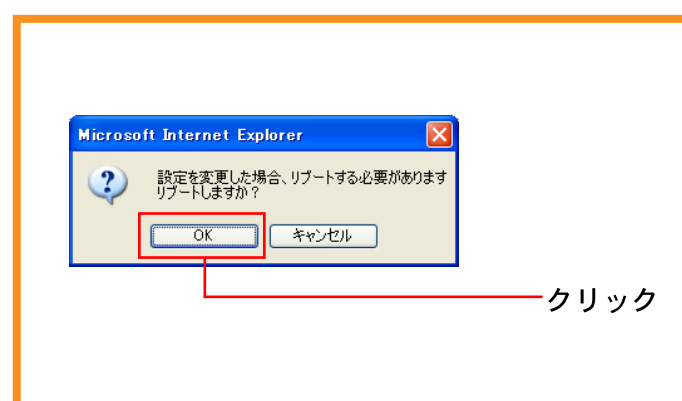 Microsoft Internet Explorer
設定を変更した場合、リブートする必要があります
リブートしますか？
OK
キャンセル
クリック